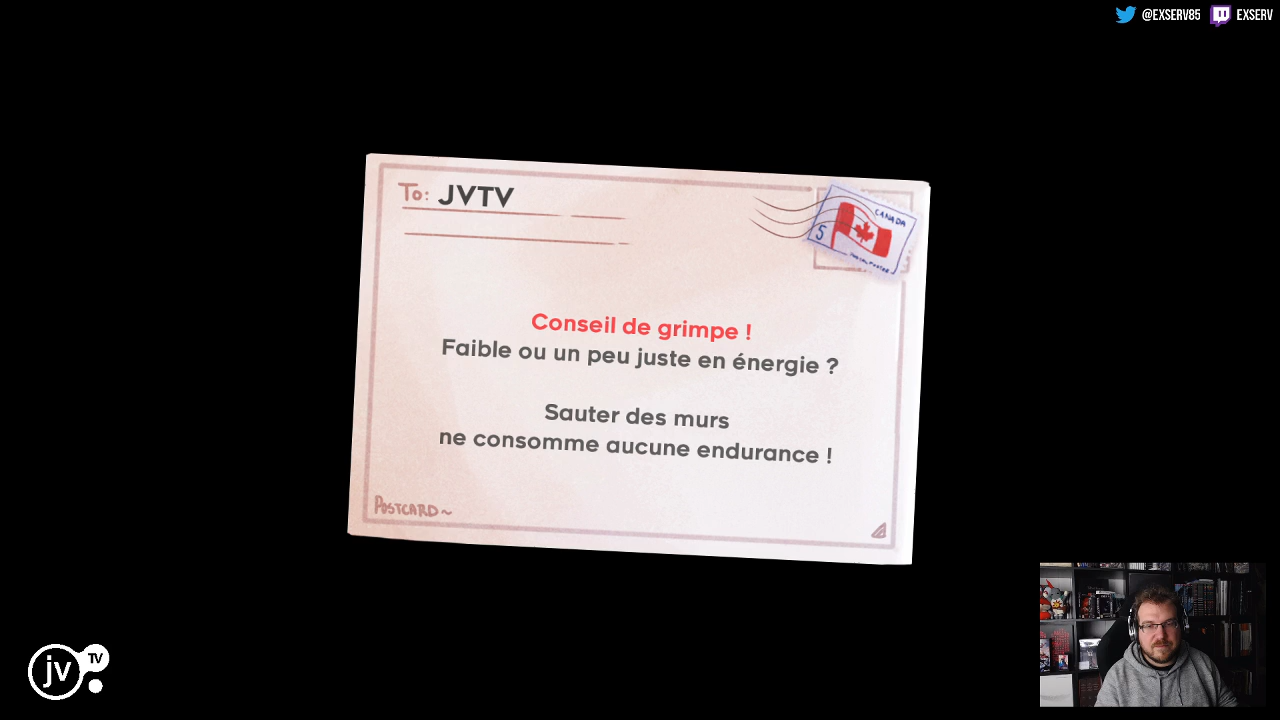 @EXSERV85 EXSERV
To: JVTV
CANADA
5
Conseil de grimpe !
Faible ou un peu juste en énergie ?
Sauter des murs
ne consomme aucune endurance !
POSTCARD~
jv TV